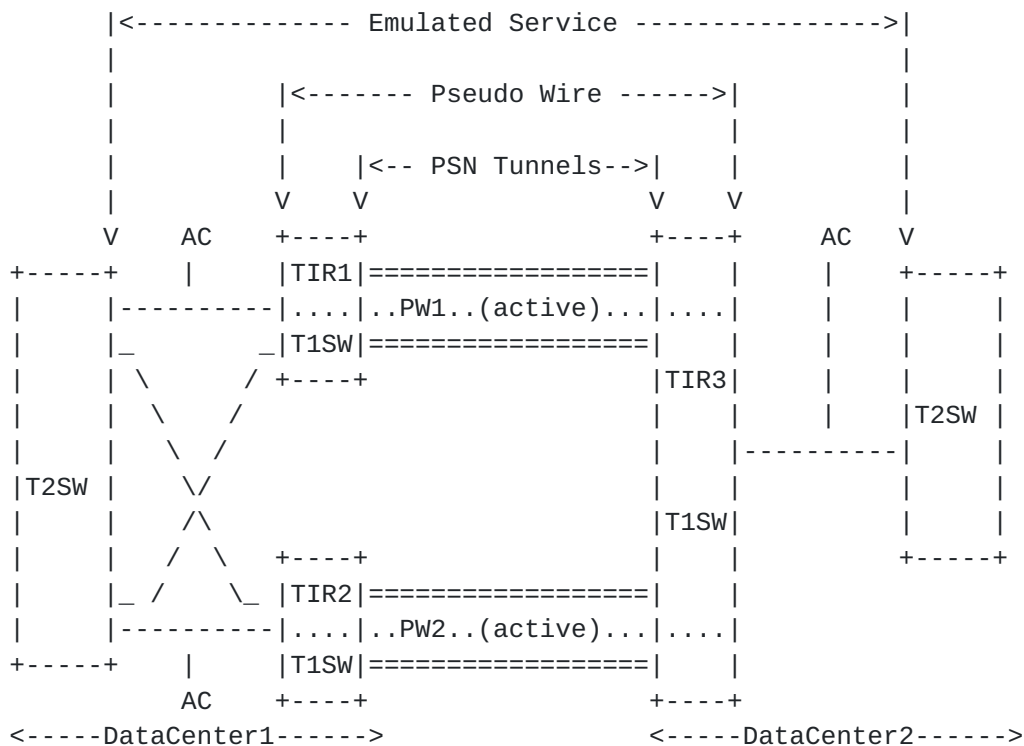 |<-------------- Emulated Service ---------------->|
|                                                  |
|          |<------- Pseudo Wire ------>|          |
|          |                            |          |
|          |    |<-- PSN Tunnels-->|    |          |
|          V    V                  V    V          |
V    AC    +----+                  +----+     AC   V
+-----+    |     |TIR1|==================|    |     |    +-----+
|     |----------|....|..PW1..(active)...|....|     |    |     |
|     |_        _|T1SW|==================|    |     |    |     |
|     | \      / +----+                  |TIR3|     |    |     |
|     |  \    /                          |    |     |    |T2SW |
|     |   \  /                           |    |----------|     |
|T2SW |    \/                            |    |          |     |
|     |    /\                            |T1SW|          |     |
|     |   /  \   +----+                  |    |          +-----+
|     |_ /    \_ |TIR2|==================|    |
|     |----------|....|..PW2..(active)...|....|
+-----+    |     |T1SW|==================|    |
AC    +----+                  +----+
<-----DataCenter1------>                 <-----DataCenter2------>